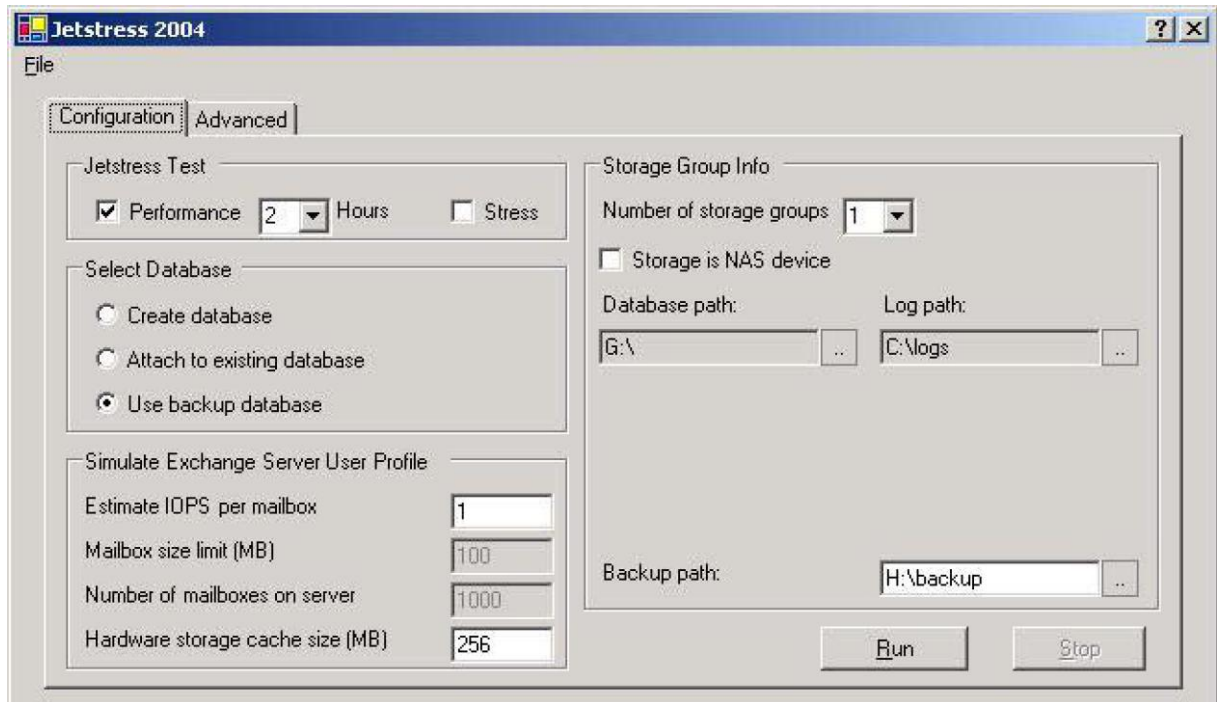 Jetstress 2004
File
Configuration
Advanced
Jetstress Test
Performance 2 Hours Stress
Select Database
Create database
Attach to existing database
Use backup database
Simulate Exchange Server User Profile
Estimate IOPS per mailbox 1
Mailbox size limit (MB) 100
Number of mailboxes on server 1000
Hardware storage cache size (MB) 256
Storage Group Info
Number of storage groups 1
Storage is NAS device
Database path: Log path:
G:\ .. C:\logs ..
Backup path: H:\backup ..
Run Stop